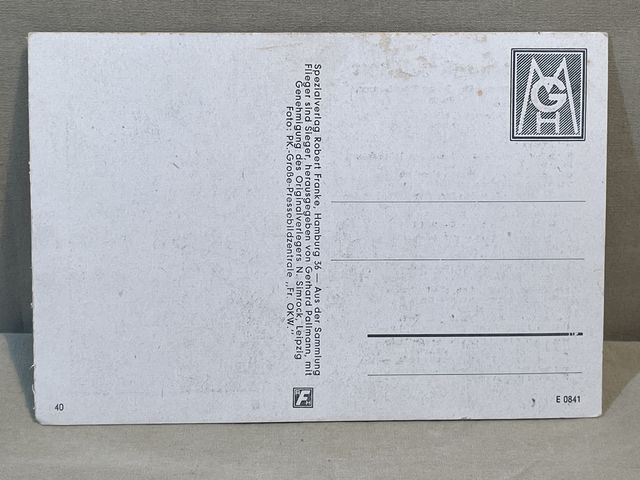 Spezialverlag Robert Franke, Hamburg 36 — Aus der Sammlung
Flieger sind Sieger, herausgegeben von Gerhard Pallmann, mit
Genehmigung des Originalverlegers N. Simrock, Leipzig
Foto: PK.-Große-Pressebildzentrale „Fr. OKW."
F
40
E 0841